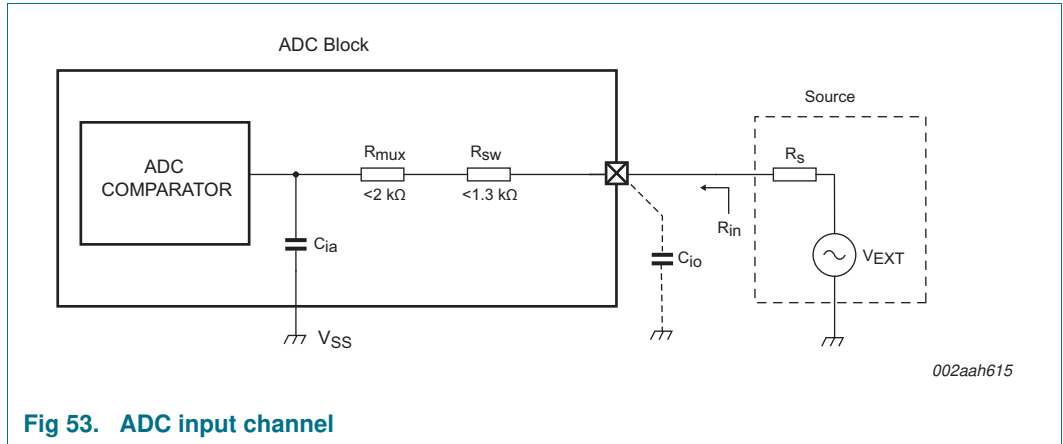 ADC Block
Source
ADC
COMPARATOR
Rmux
<2 kΩ
Rsw
<1.3 kΩ
Rs
Rin
Cia
Cio
VEXT
VSS
002aah615
Fig 53. ADC input channel